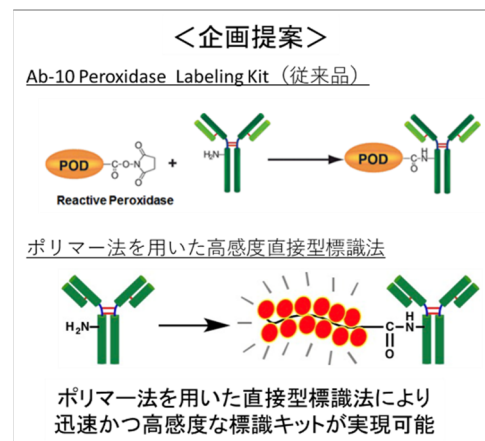 ＜企画提案＞
Ab-10 Peroxidase Labeling Kit（従来品）
POD
C
O
O
N
O
O
+
H₂N
POD
C
O
H
N
Reactive Peroxidase
ポリマー法を用いた高感度直接型標識法
H₂N
C
O
H
N
ポリマー法を用いた直接型標識法により
迅速かつ高感度な標識キットが実現可能